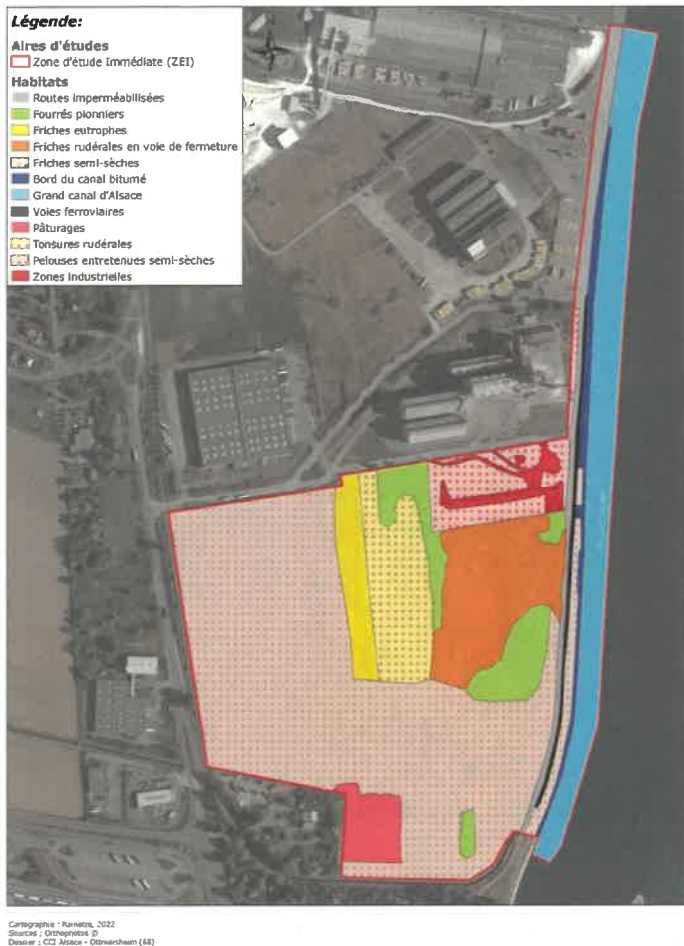 Légende:
Aires d'études
Zone d'étude Immédiate (ZEI)
Habitats
Routes imperméabilisées
Fourrés pionniers
Friches eutrophes
Friches rudérales en voie de fermeture
Friches semi-sèches
Bord du canal bitumé
Grand canal d'Alsace
Voies ferroviaires
Pâturages
Tonsures rudérales
Pelouses entretenues semi-sèches
Zones industrielles
Cartographie : Rainette, 2022
Sources : Orthophotos ©
Dossier : CCI Alsace - Ottmarsheim (68)